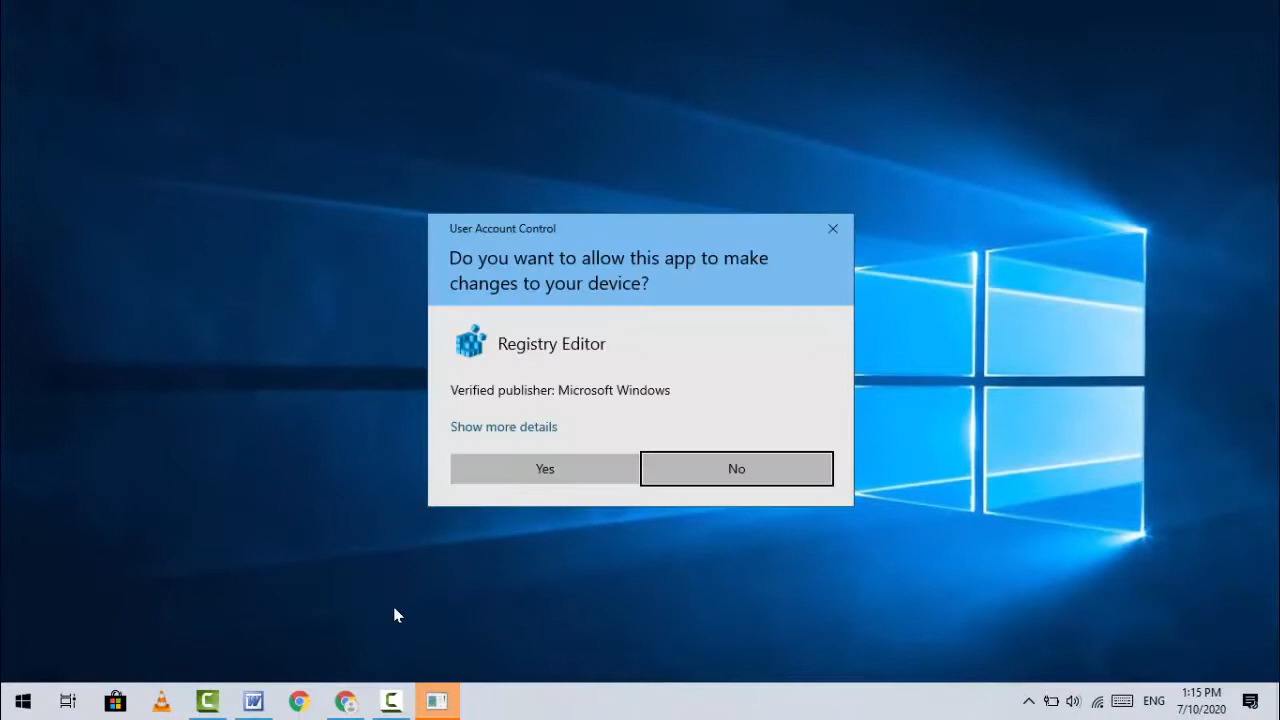 User Account Control
Do you want to allow this app to make
changes to your device?
Registry Editor
Verified publisher: Microsoft Windows
Show more details
Yes
No
ENG
1:15 PM
7/10/2020